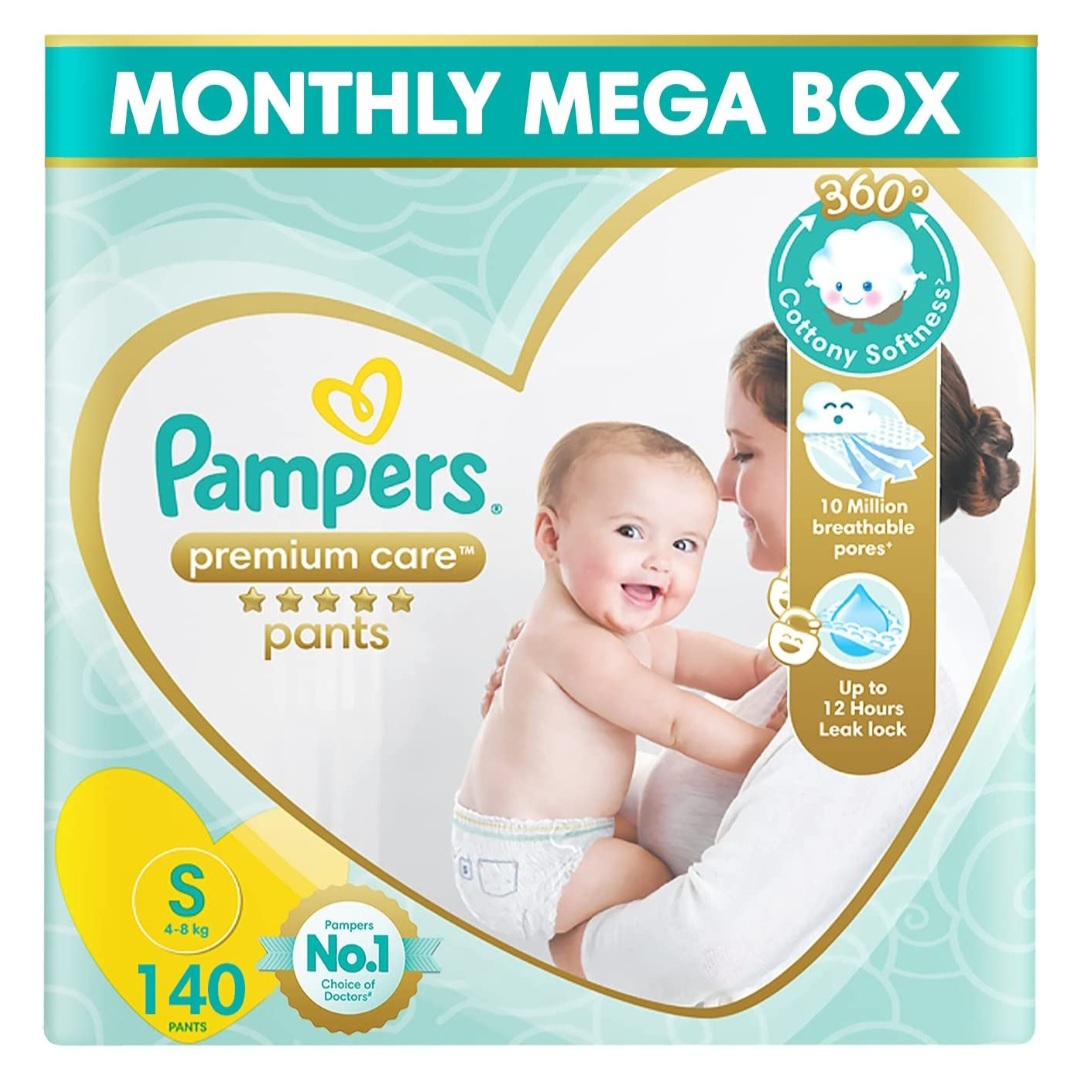 MONTHLY MEGA BOX
360°
Cottony Softness?
Pampers®
premium care™
pants
10 Million
breathable
pores⁺
Up to
12 Hours
Leak lock
S
4-8 kg
140
PANTS
Pampers
No.1
Choice of
Doctors#
S